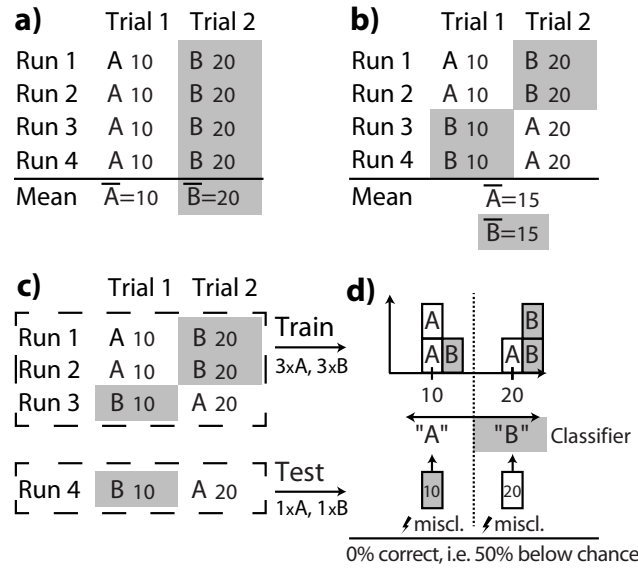 a)
Trial 1 Trial 2
Run 1 A 10 B 20
Run 2 A 10 B 20
Run 3 A 10 B 20
Run 4 A 10 B 20
Mean A̅=10 B̅=20
b)
Trial 1 Trial 2
Run 1 A 10 B 20
Run 2 A 10 B 20
Run 3 B 10 A 20
Run 4 B 10 A 20
Mean A̅=15
B̅=15
c)
Trial 1 Trial 2
Run 1 A 10 B 20
Run 2 A 10 B 20
Run 3 B 10 A 20
Train
3xA, 3xB
Run 4 B 10 A 20
Test
1xA, 1xB
d)
A B
A B A B
10 20
"A" "B" Classifier
10 20
miscl. miscl.
0% correct, i.e. 50% below chance